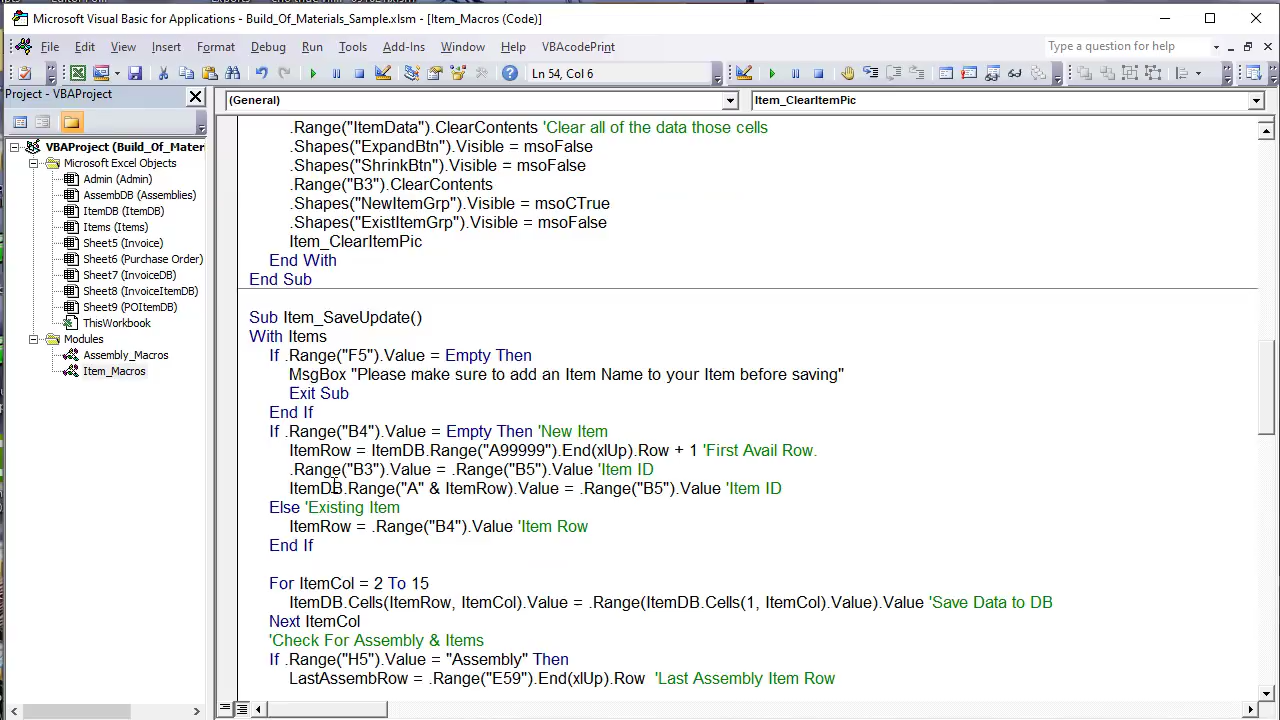 Microsoft Visual Basic for Applications - Build_Of_Materials_Sample.xlsm - [Item_Macros (Code)]
File Edit View Insert Format Debug Run Tools Add-Ins Window Help VBAcodePrint Type a question for help
Ln 54, Col 6
Project - VBAProject
(General) Item_ClearItemPic
VBAProject (Build_Of_Mater
Microsoft Excel Objects
Admin (Admin)
AssembDB (Assemblies)
ItemDB (ItemDB)
Items (Items)
Sheet5 (Invoice)
Sheet6 (Purchase Order)
Sheet7 (InvoiceDB)
Sheet8 (InvoiceItemDB)
Sheet9 (POItemDB)
ThisWorkbook
Modules
Assembly_Macros
Item_Macros
.Range("ItemData").ClearContents 'Clear all of the data those cells
.Shapes("ExpandBtn").Visible = msoFalse
.Shapes("ShrinkBtn").Visible = msoFalse
.Range("B3").ClearContents
.Shapes("NewItemGrp").Visible = msoCTrue
.Shapes("ExistItemGrp").Visible = msoFalse
Item_ClearItemPic
End With
End Sub
Sub Item_SaveUpdate()
With Items
If .Range("F5").Value = Empty Then
MsgBox "Please make sure to add an Item Name to your Item before saving"
Exit Sub
End If
If .Range("B4").Value = Empty Then 'New Item
ItemRow = ItemDB.Range("A99999").End(xlUp).Row + 1 'First Avail Row.
.Range("B3").Value = .Range("B5").Value 'Item ID
ItemDB.Range("A" & ItemRow).Value = .Range("B5").Value 'Item ID
Else 'Existing Item
ItemRow = .Range("B4").Value 'Item Row
End If
For ItemCol = 2 To 15
ItemDB.Cells(ItemRow, ItemCol).Value = .Range(ItemDB.Cells(1, ItemCol).Value).Value 'Save Data to DB
Next ItemCol
'Check For Assembly & Items
If .Range("H5").Value = "Assembly" Then
LastAssembRow = .Range("E59").End(xlUp).Row 'Last Assembly Item Row